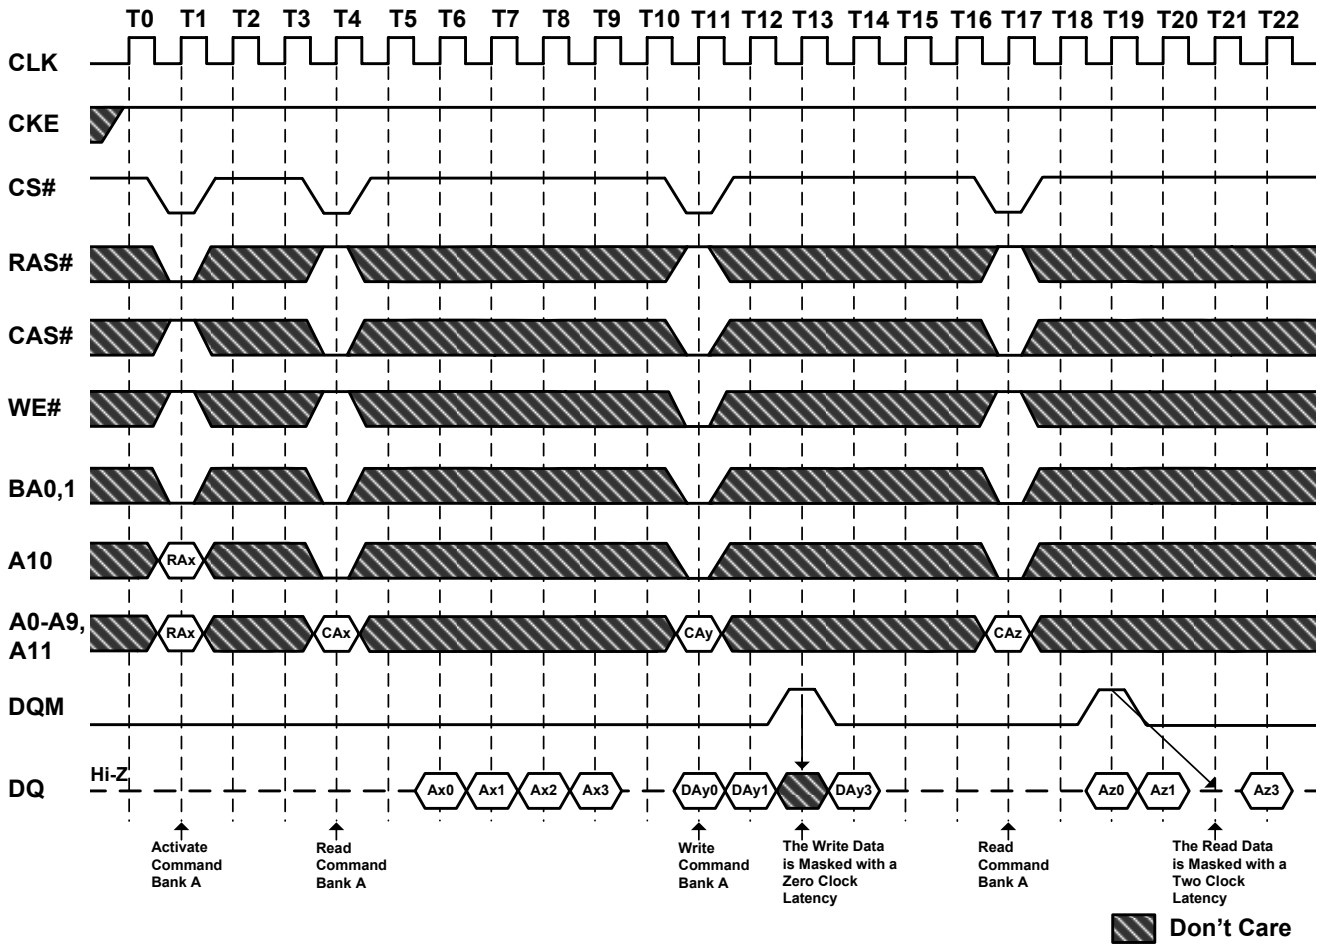 T0 T1 T2 T3 T4 T5 T6 T7 T8 T9 T10 T11 T12 T13 T14 T15 T16 T17 T18 T19 T20 T21 T22
CLK
CKE
CS#
RAS#
CAS#
WE#
BA0,1
A10
RAx
A0-A9,
A11
RAx CAx CAy CAz
DQM
DQ
Hi-Z
Ax0 Ax1 Ax2 Ax3 DAy0 DAy1 DAy3 Az0 Az1 Az3
Activate
Command
Bank A
Read
Command
Bank A
Write
Command
Bank A
The Write Data
is Masked with a
Zero Clock
Latency
Read
Command
Bank A
The Read Data
is Masked with a
Two Clock
Latency
Don't Care